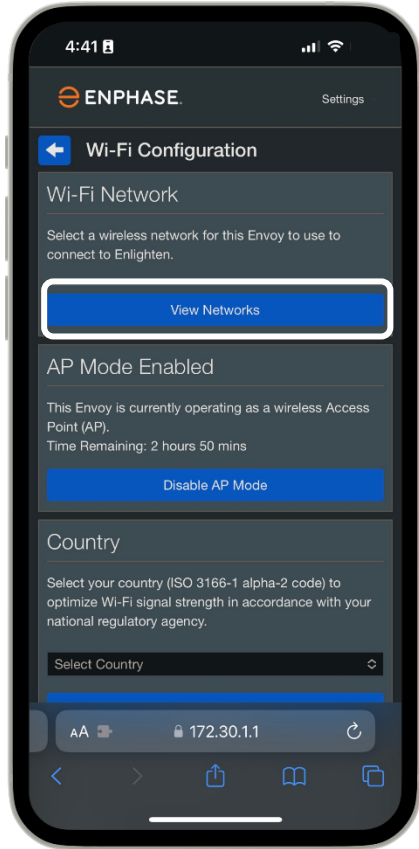 4:41
ENPHASE.
Settings
Wi-Fi Configuration
Wi-Fi Network
Select a wireless network for this Envoy to use to
connect to Enlighten.
View Networks
AP Mode Enabled
This Envoy is currently operating as a wireless Access
Point (AP).
Time Remaining: 2 hours 50 mins
Disable AP Mode
Country
Select your country (ISO 3166-1 alpha-2 code) to
optimize Wi-Fi signal strength in accordance with your
national regulatory agency.
Select Country
AA
172.30.1.1